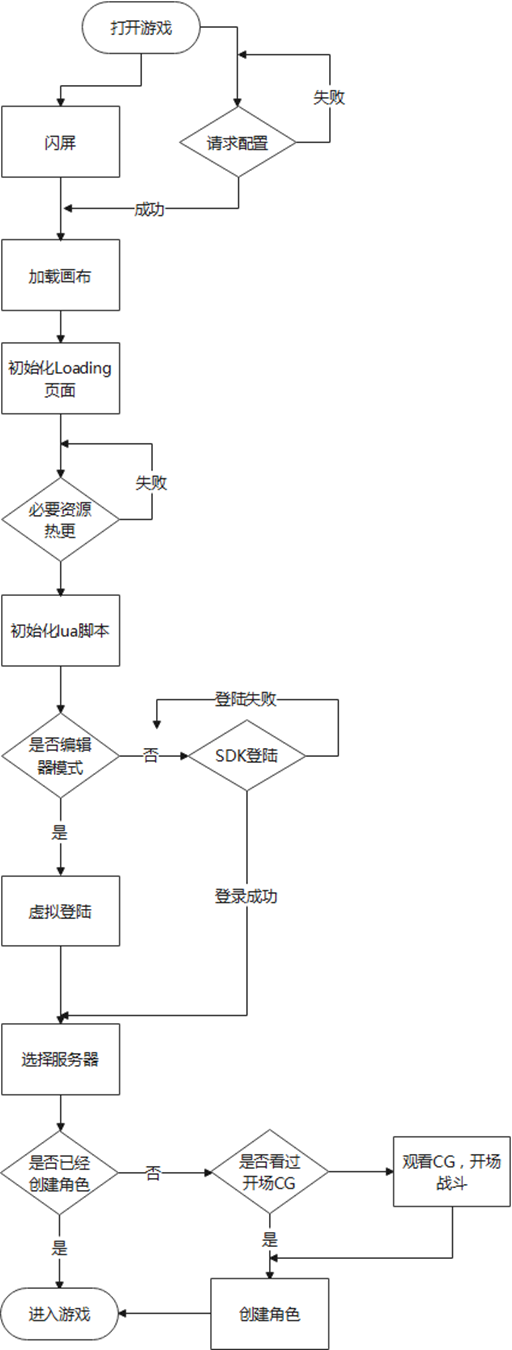 打开游戏
失败
闪屏
请求配置
成功
加载画布
初始化Loading
页面
失败
必要资源
热更
初始化lua脚本
登陆失败
是否编辑
器模式
否
SDK登陆
是
虚拟登陆
登录成功
选择服务器
是否已经
创建角色
否
是否看过
开场CG
观看CG，开场
战斗
是
是
进入游戏
创建角色